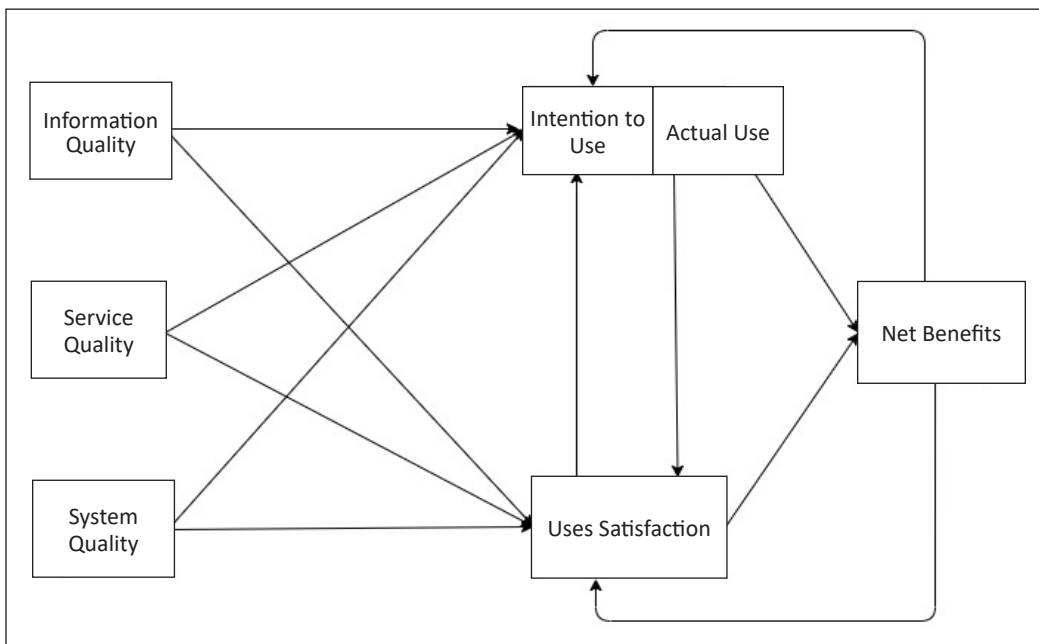 Information
Quality
Intention to
Use
Actual Use
Service
Quality
Net Benefits
System
Quality
Uses Satisfaction